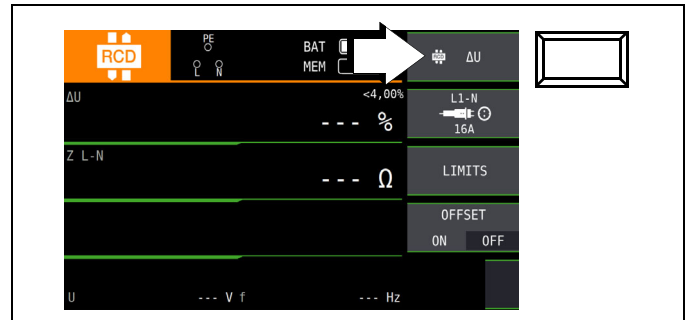 RCD
PE
L N
BAT
MEM
ΔU
ΔU
<4,00%
--- %
L1-N
16A
Z L-N
--- Ω
LIMITS
OFFSET
ON OFF
U --- V f --- Hz